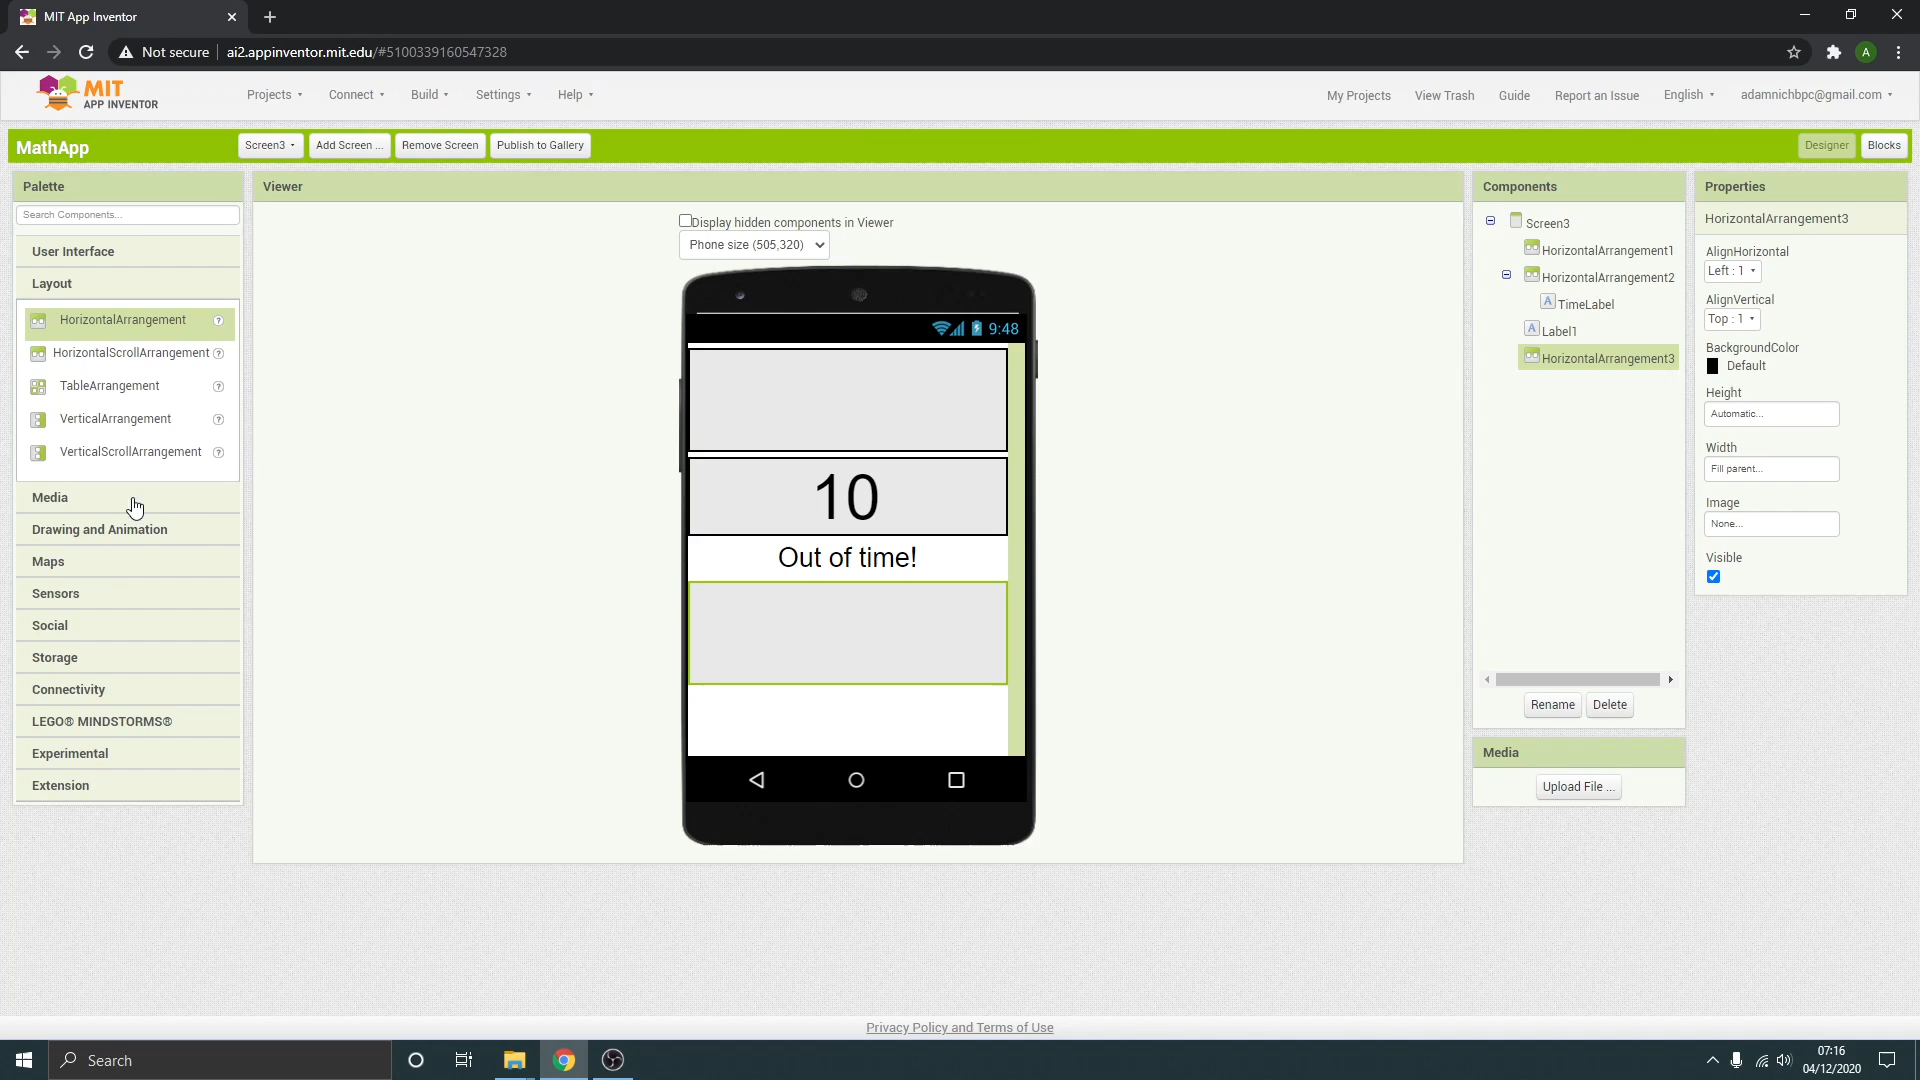 MIT App Inventor
Not secure
ai2.appinventor.mit.edu/#5100339160547328
A
MIT
APP INVENTOR
Projects
Connect
Build
Settings
Help
My Projects
View Trash
Guide
Report an Issue
English
adamnichbpc@gmail.com
MathApp
Screen3
Add Screen ...
Remove Screen
Publish to Gallery
Designer
Blocks
Palette
Search Components...
User Interface
Layout
HorizontalArrangement
HorizontalScrollArrangement
TableArrangement
VerticalArrangement
VerticalScrollArrangement
Media
Drawing and Animation
Maps
Sensors
Social
Storage
Connectivity
LEGO® MINDSTORMS®
Experimental
Extension
Viewer
Display hidden components in Viewer
Phone size (505,320)
9:48
10
Out of time!
Components
Screen3
HorizontalArrangement1
HorizontalArrangement2
A TimeLabel
A Label1
HorizontalArrangement3
Rename
Delete
Media
Upload File ...
Properties
HorizontalArrangement3
AlignHorizontal
Left : 1
AlignVertical
Top : 1
BackgroundColor
Default
Height
Automatic...
Width
Fill parent...
Image
None...
Visible
Privacy Policy and Terms of Use
Search
07:16
04/12/2020